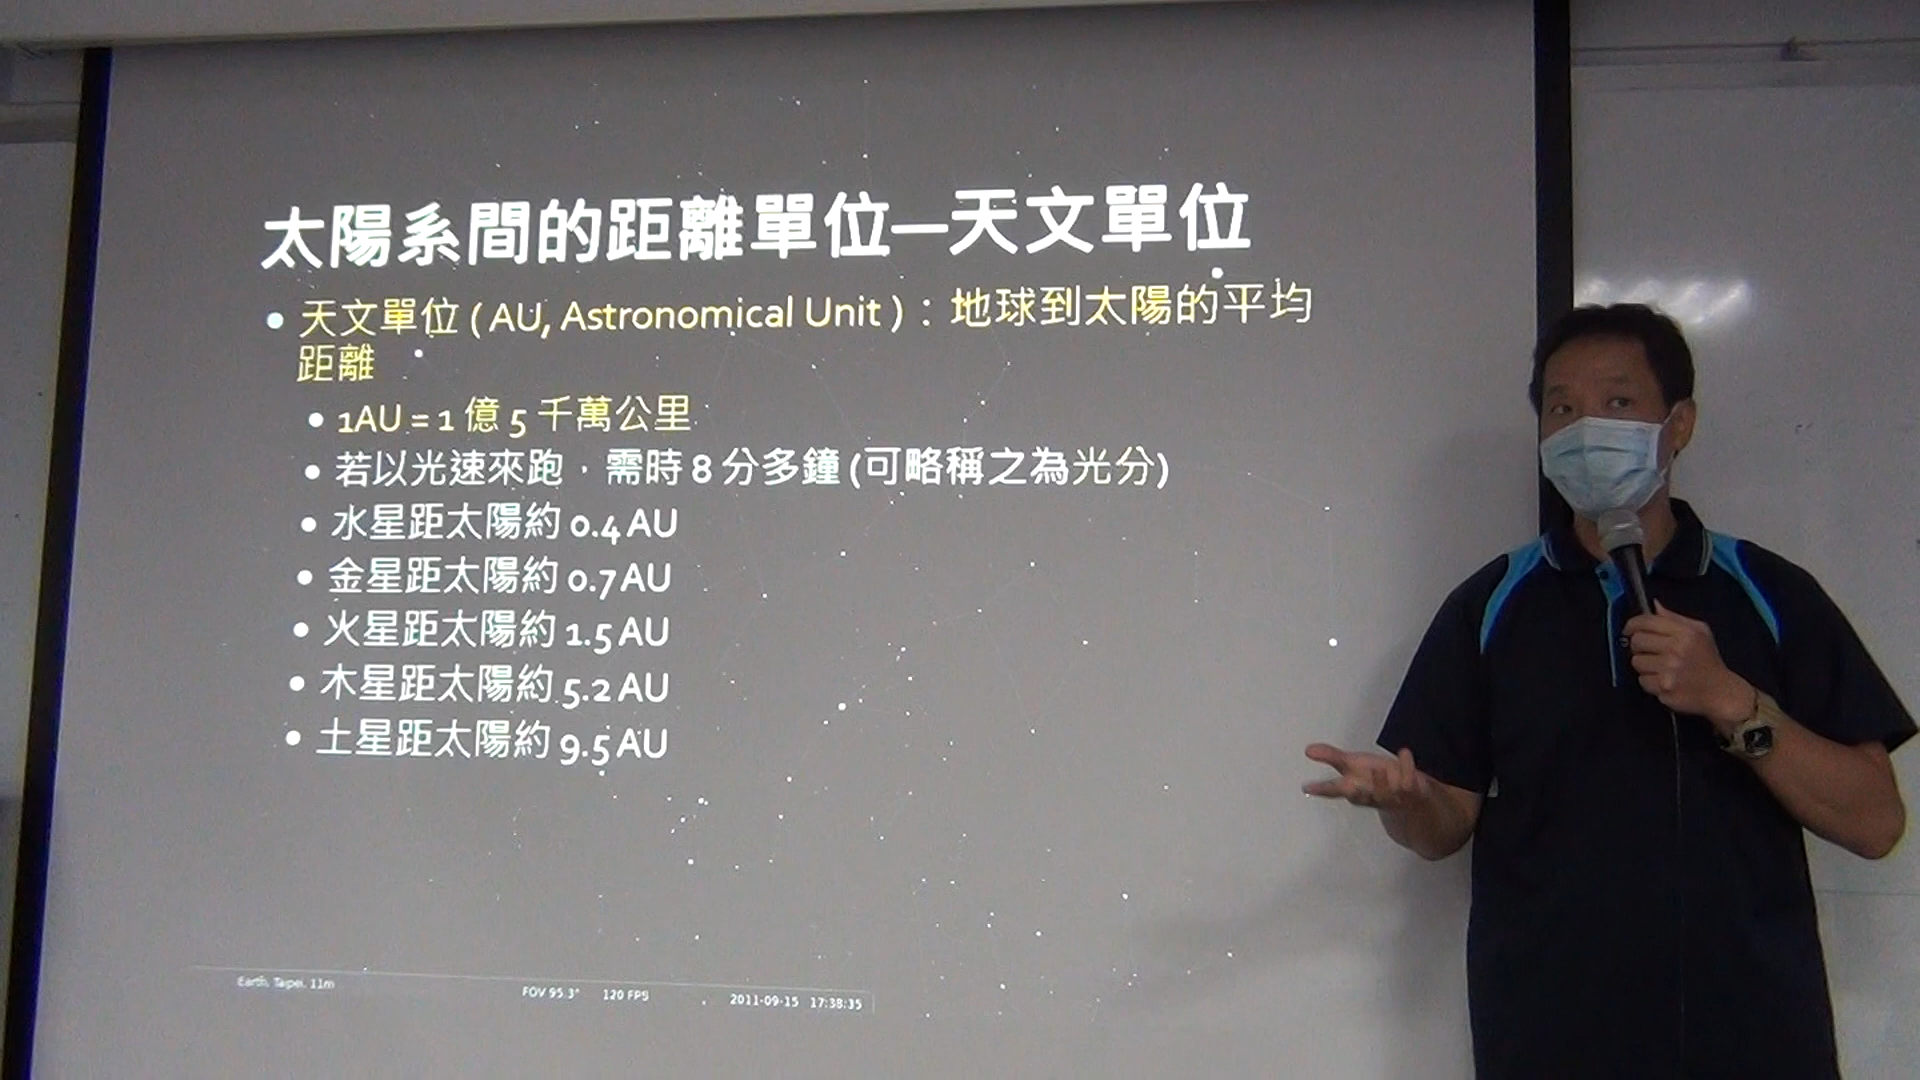 太陽系間的距離單位—天文單位
• 天文單位 ( AU, Astronomical Unit )：地球到太陽的平均
距離
• 1AU = 1 億 5 千萬公里
• 若以光速來跑，需時 8 分多鐘 (可略稱之為光分)
• 水星距太陽約 0.4 AU
• 金星距太陽約 0.7 AU
• 火星距太陽約 1.5 AU
• 木星距太陽約 5.2 AU
• 土星距太陽約 9.5 AU
Earth, Taipei, 11m FOV 95.3° 120 FPS 2011-09-15 17:38:35